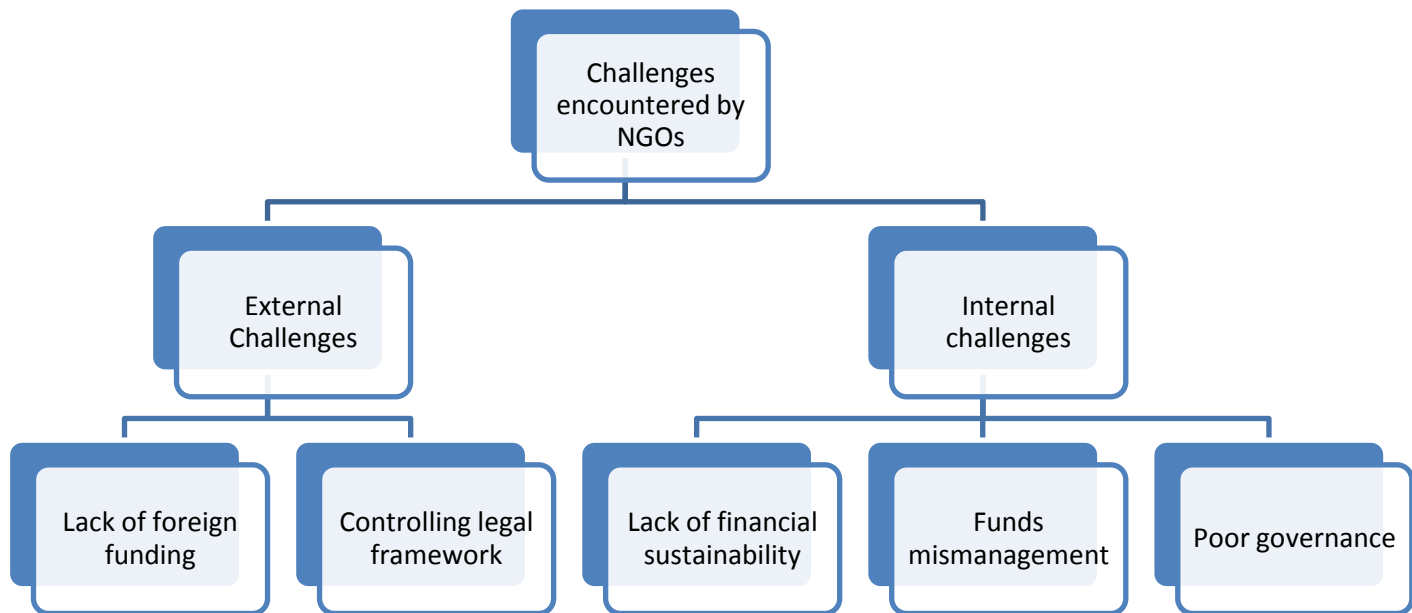 Challenges
encountered by
NGOs
External
Challenges
Internal
challenges
Lack of foreign
funding
Controlling legal
framework
Lack of financial
sustainability
Funds
mismanagement
Poor governance